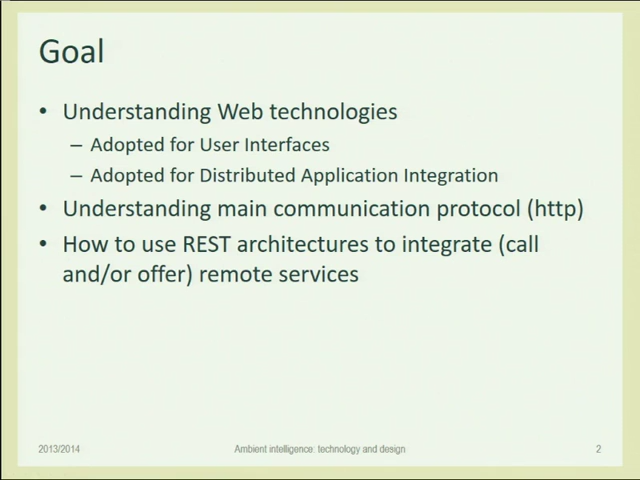 Goal
• Understanding Web technologies
– Adopted for User Interfaces
– Adopted for Distributed Application Integration
• Understanding main communication protocol (http)
• How to use REST architectures to integrate (call
and/or offer) remote services
2013/2014
Ambient intelligence: technology and design
2